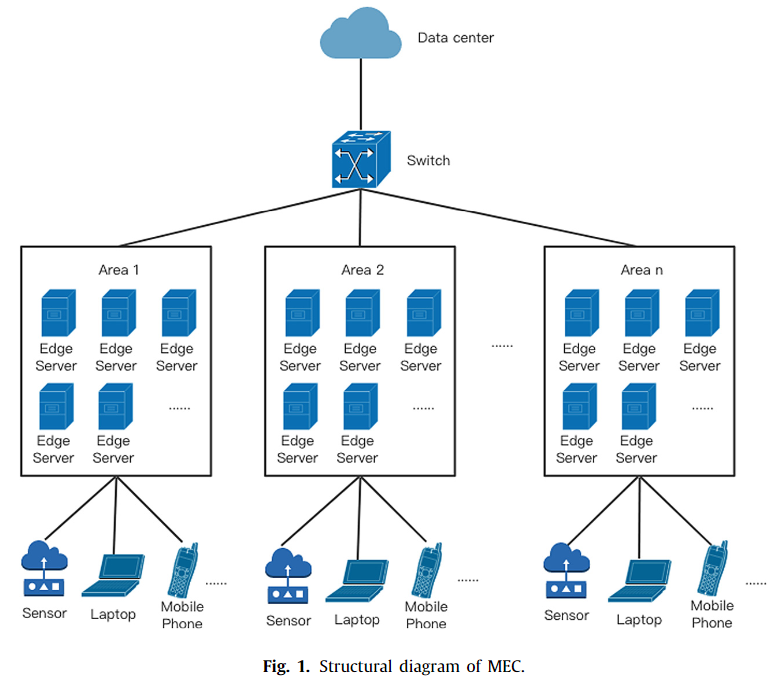 Data center
Switch
Area 1
Edge Server
Edge Server
Edge Server
Edge Server
Edge Server
......
Area 2
Edge Server
Edge Server
Edge Server
Edge Server
Edge Server
......
......
Area n
Edge Server
Edge Server
Edge Server
Edge Server
Edge Server
......
Sensor
Laptop
Mobile Phone
......
Sensor
Laptop
Mobile Phone
......
Sensor
Laptop
Mobile Phone
......
Fig. 1. Structural diagram of MEC.